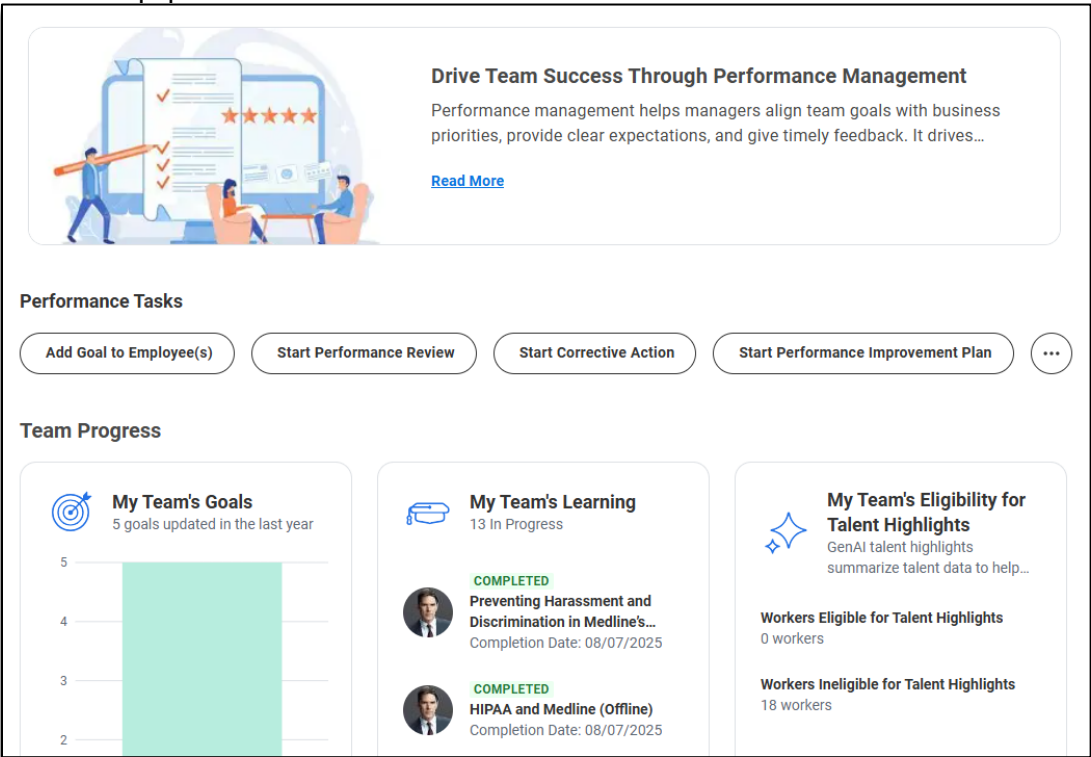 Drive Team Success Through Performance Management
Performance management helps managers align team goals with business
priorities, provide clear expectations, and give timely feedback. It drives…
Read More
Performance Tasks
Add Goal to Employee(s)
Start Performance Review
Start Corrective Action
Start Performance Improvement Plan
...
Team Progress
My Team's Goals
5 goals updated in the last year
5
4
3
2
My Team's Learning
13 In Progress
COMPLETED
Preventing Harassment and
Discrimination in Medline's…
Completion Date: 08/07/2025
COMPLETED
HIPAA and Medline (Offline)
Completion Date: 08/07/2025
My Team's Eligibility for
Talent Highlights
GenAI talent highlights
summarize talent data to help…
Workers Eligible for Talent Highlights
0 workers
Workers Ineligible for Talent Highlights
18 workers